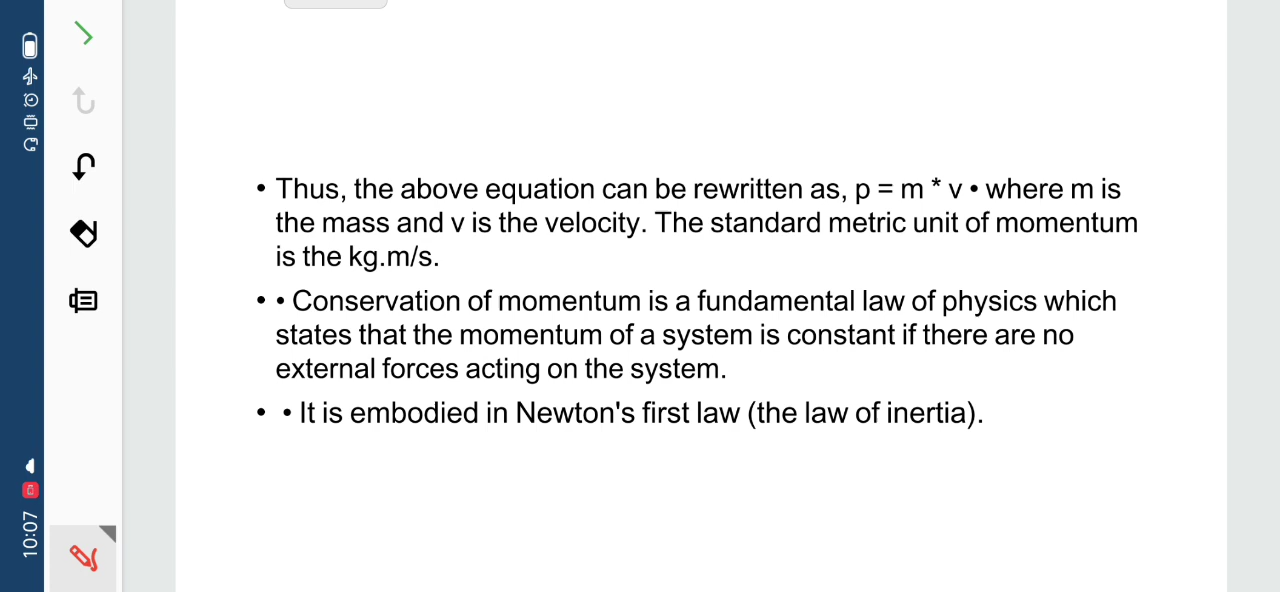 • Thus, the above equation can be rewritten as, p = m * v • where m is
the mass and v is the velocity. The standard metric unit of momentum
is the kg.m/s.
• • Conservation of momentum is a fundamental law of physics which
states that the momentum of a system is constant if there are no
external forces acting on the system.
• • It is embodied in Newton's first law (the law of inertia).
10:07